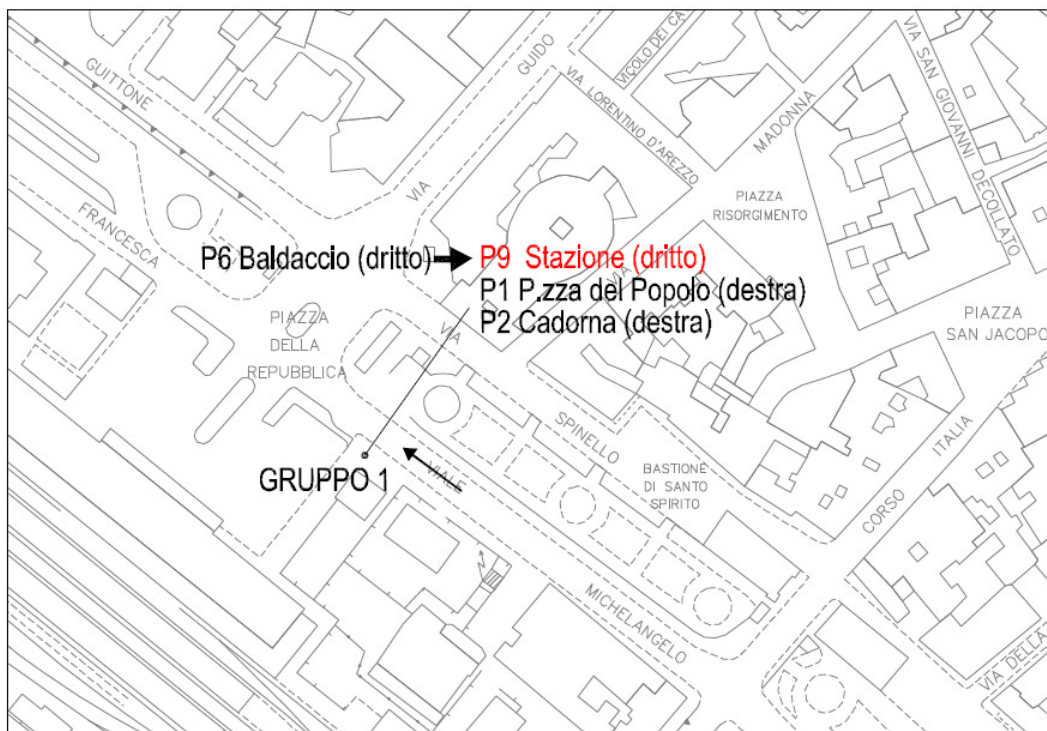 GUITTONE
GUIDO
VICOLO DEI CA
VIA SAN GIOVANNI DECOLLATO
VIA LORENTINO D'AREZZO
MADONNA
VIA
FRANCESCA
PIAZZA
RISORGIMENTO
P6 Baldaccio (dritto)
P9 Stazione (dritto)
VIA
P1 P.zza del Popolo (destra)
P2 Cadorna (destra)
PIAZZA
DELLA
REPUBBLICA
VIA
PIAZZA
SAN JACOPO
SPINELLO
ITALIA
CORSO
GRUPPO 1
VIALE
BASTIONE
DI SANTO
SPIRITO
MICHELANGELO
VIA DELLA